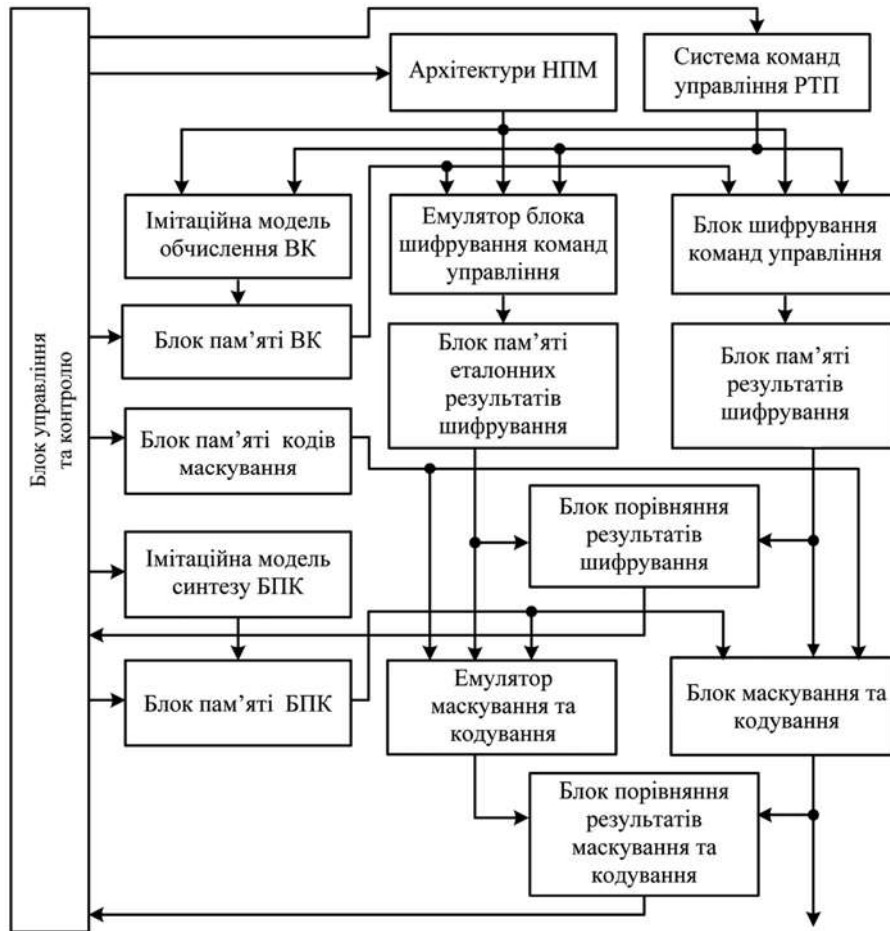 Блок управління
та контролю
Архітектури НПМ
Система команд
управління РТП
Імітаційна модель
обчислення ВК
Емулятор блока
шифрування команд
управління
Блок шифрування
команд управління
Блок пам’яті ВК
Блок пам’яті
еталонних
результатів
шифрування
Блок пам’яті
результатів
шифрування
Блок пам’яті кодів
маскування
Блок порівняння
результатів
шифрування
Імітаційна модель
синтезу БПК
Блок пам’яті БПК
Емулятор
маскування та
кодування
Блок маскування та
кодування
Блок порівняння
результатів
маскування та
кодування